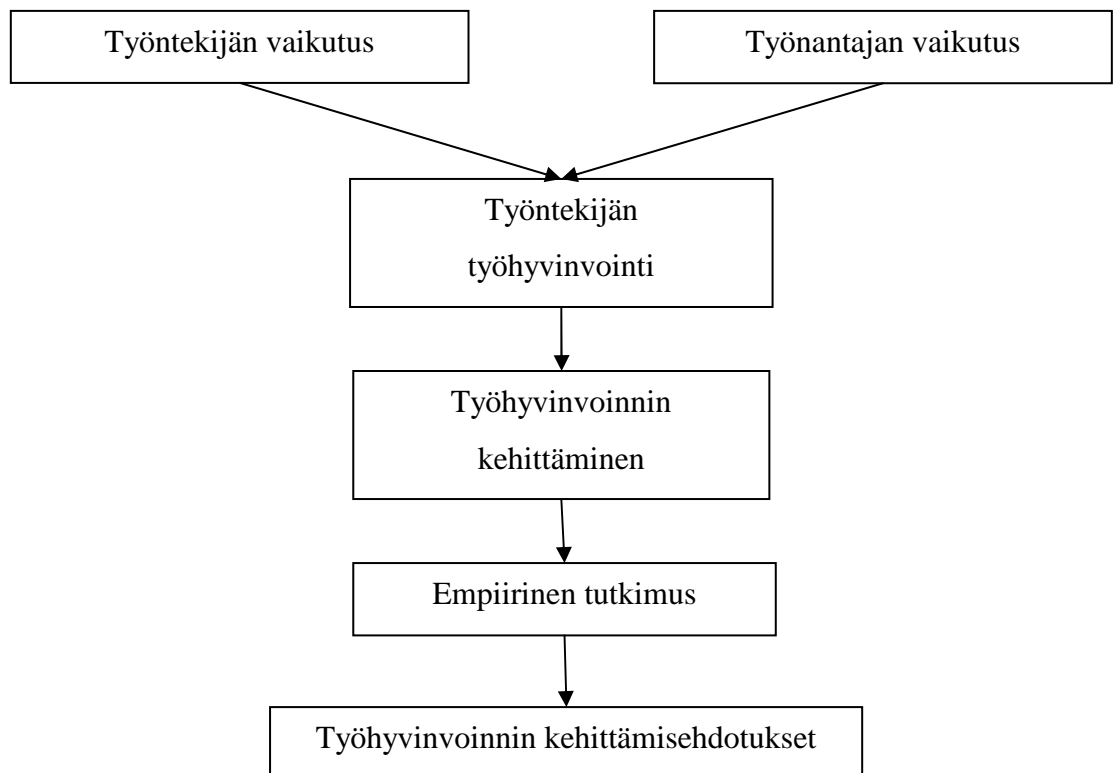 Työntekijän vaikutus
Työnantajan vaikutus
Työntekijän
työhyvinvointi
Työhyvinvoinnin
kehittäminen
Empiirinen tutkimus
Työhyvinvoinnin kehittämisehdotukset